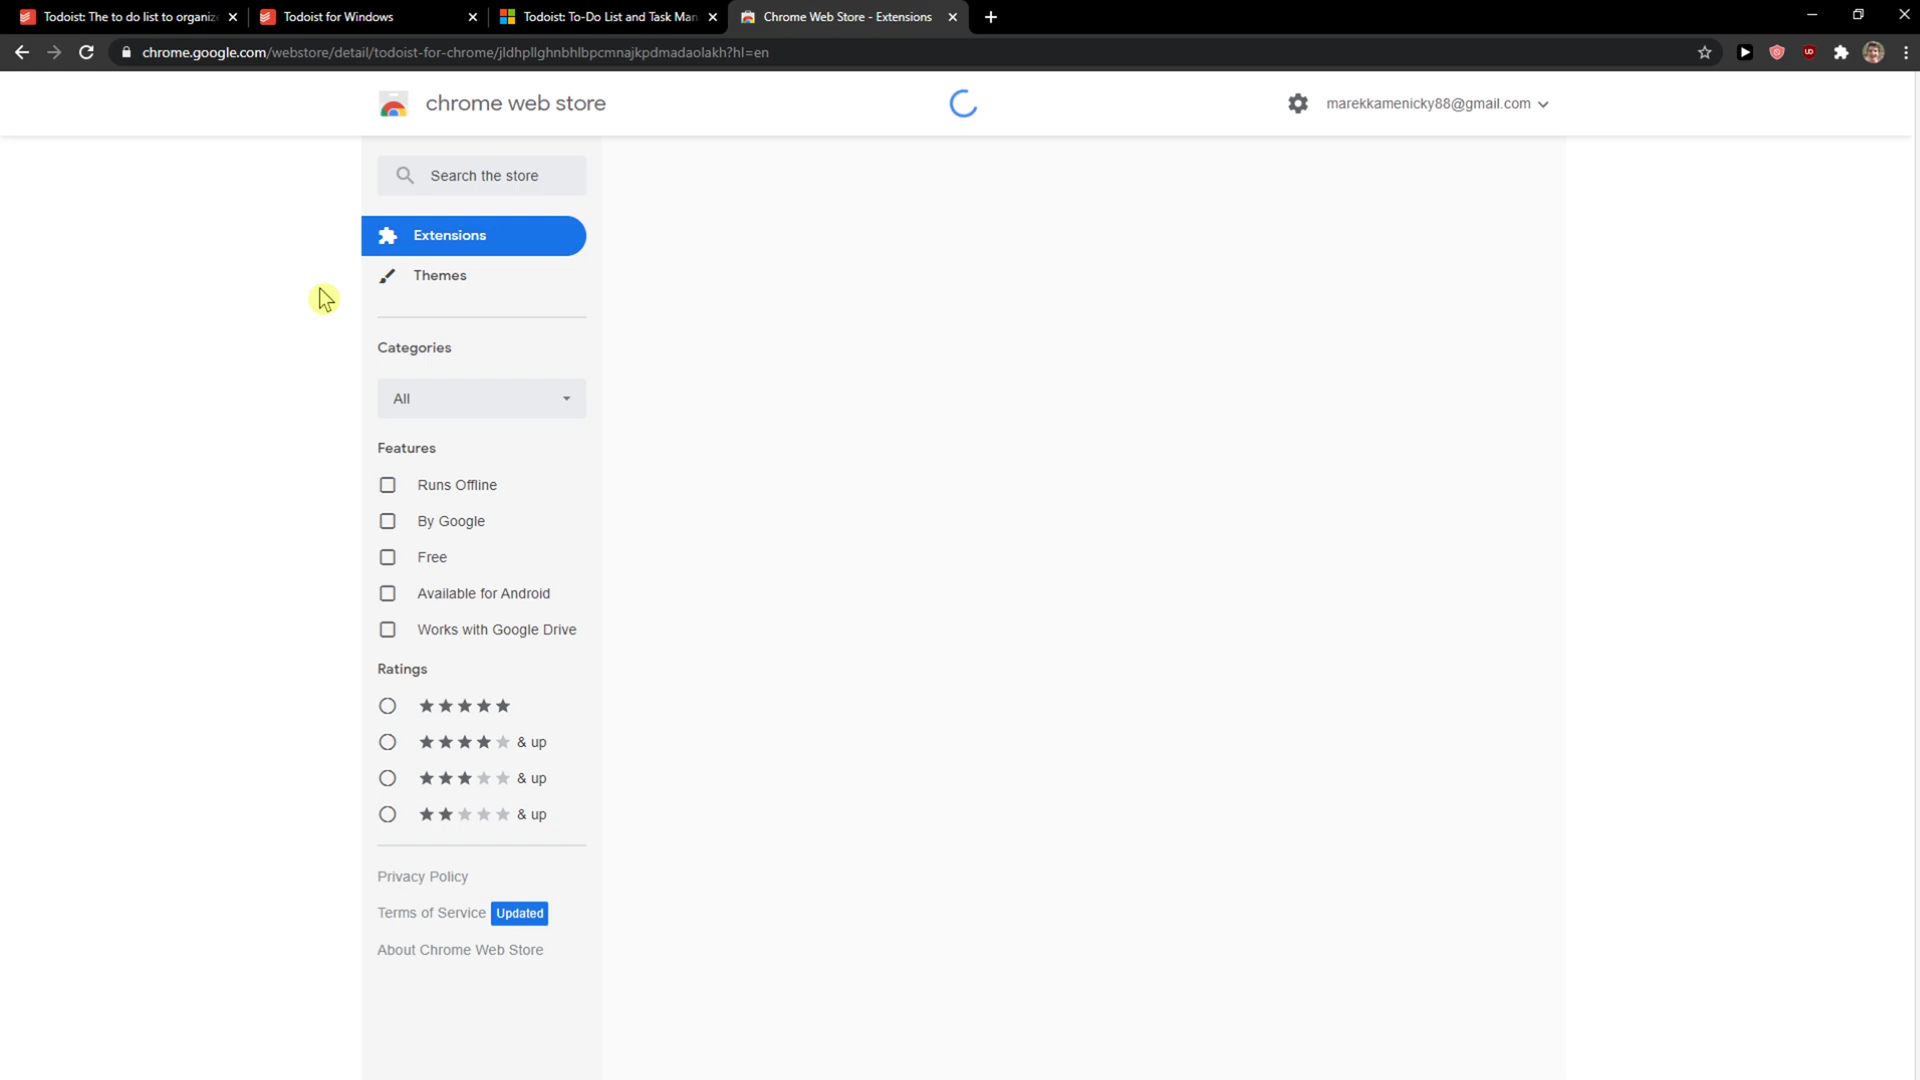 Todoist: The to do list to organize
Todoist for Windows
Todoist: To-Do List and Task Man
Chrome Web Store - Extensions
chrome.google.com/webstore/detail/todoist-for-chrome/jldhpllghnbhlbpcmnajkpdmadaolakh?hl=en
chrome web store
marekkamenicky88@gmail.com
Search the store
Extensions
Themes
Categories
All
Features
Runs Offline
By Google
Free
Available for Android
Works with Google Drive
Ratings
& up
& up
& up
Privacy Policy
Terms of Service Updated
About Chrome Web Store